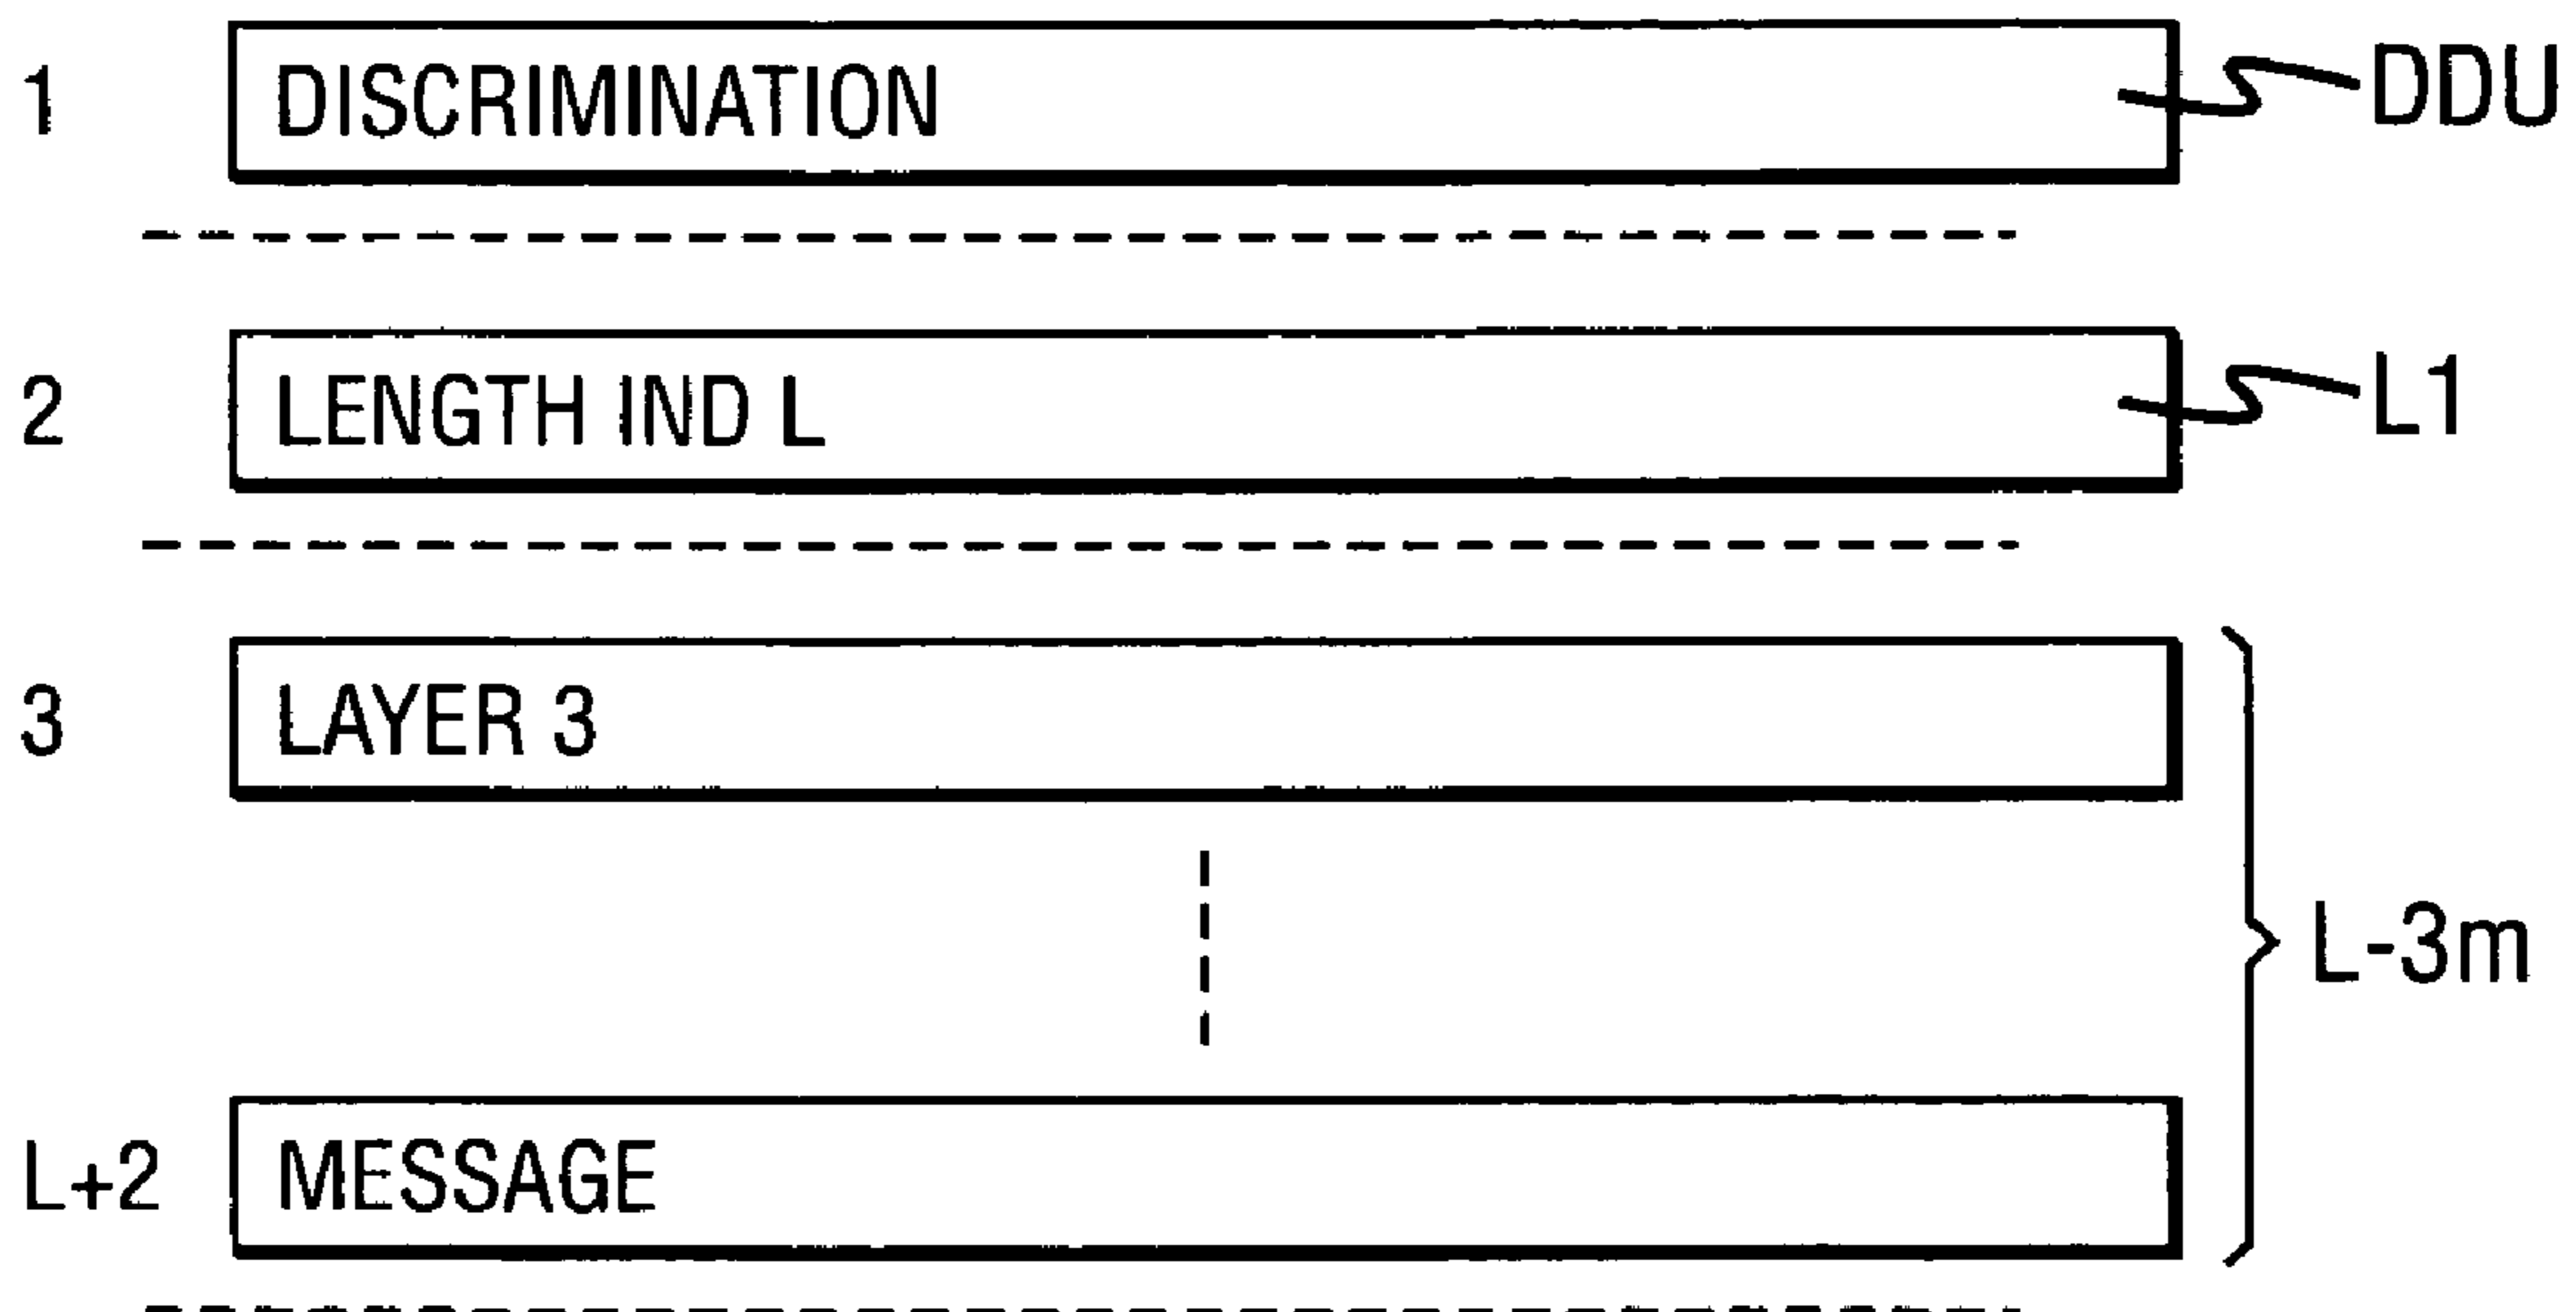 1 DISCRIMINATION DDU
2 LENGTH IND L L1
3 LAYER 3
L-3m
L+2 MESSAGE